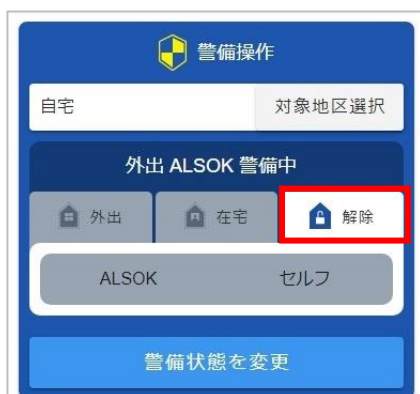 警備操作
自宅 対象地区選択
外出 ALSOK 警備中
外出 在宅 解除
ALSOK セルフ
警備状態を変更